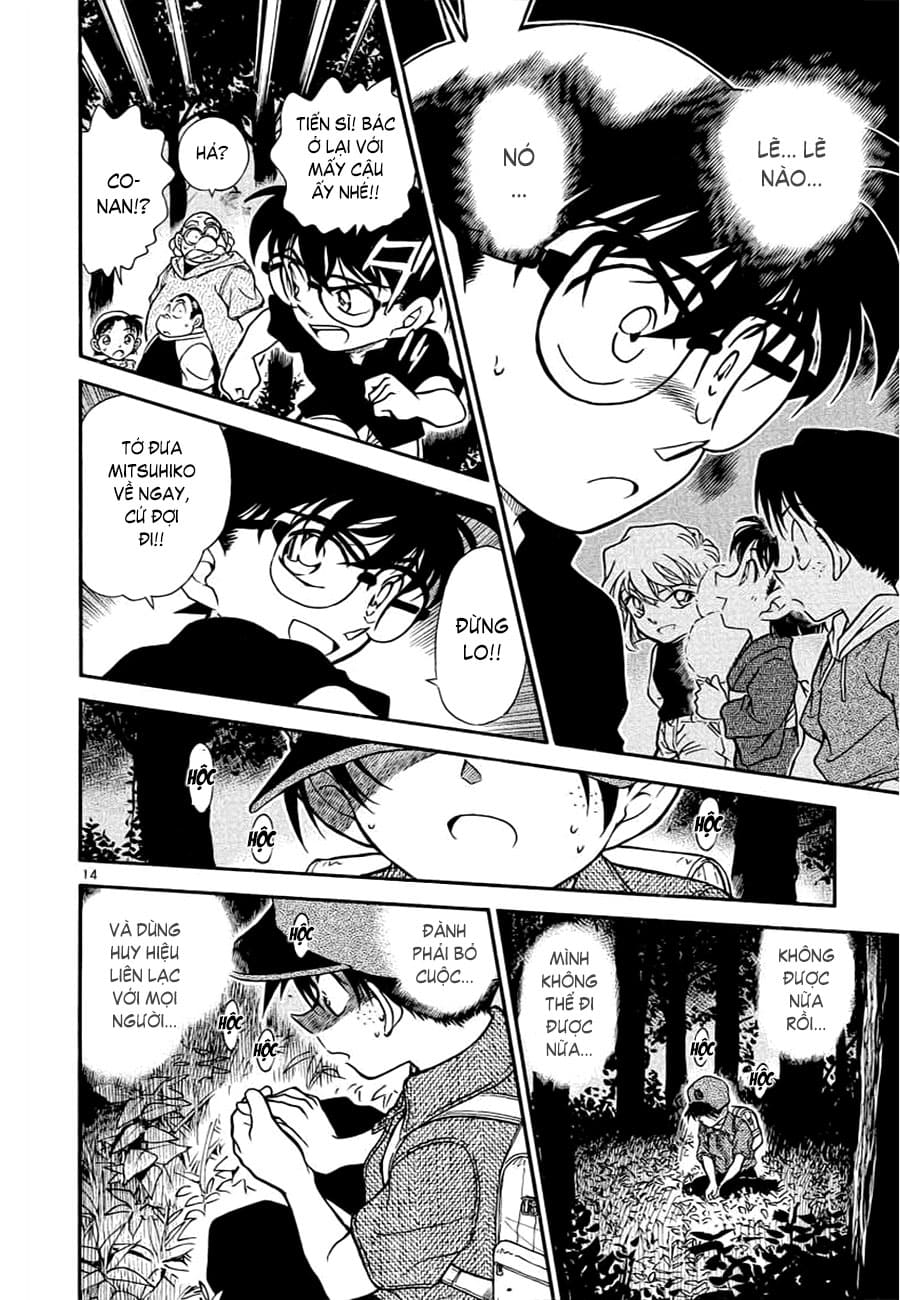 LẼ... LẼ
NÀO...
NÓ
...
TIẾN SĨ! BÁC
Ở LẠI VỚI
MẤY CẬU
ẤY NHÉ!!
HẢ?
CO-
NAN!?
ĐỪNG
LO!!
TỚ ĐƯA
MITSUHIKO
VỀ NGAY,
CỨ ĐỢI
ĐI!!
HỘC
HỘC
HỘC
HỘC
14
KHÔNG
ĐƯỢC
NỮA
RỒI...
MÌNH
KHÔNG
THỂ ĐI
ĐƯỢC
NỮA...
HỘC
HỘC
ĐÀNH
PHẢI BỎ
CUỘC...
HỘC
HỘC
HỘC
VÀ DÙNG
HUY HIỆU
LIÊN LẠC
VỚI MỌI
NGƯỜI...